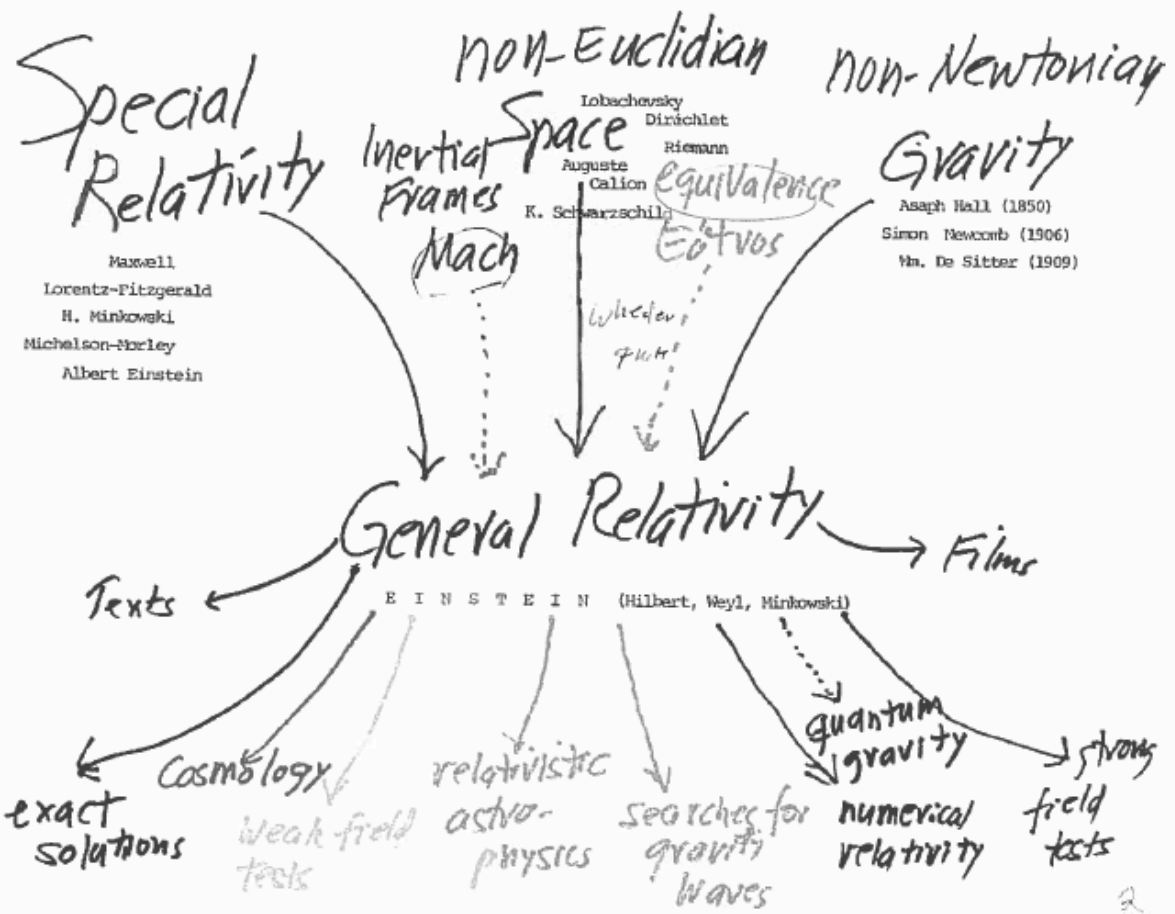 Special
Relativity
Maxwell
Lorentz-Fitzgerald
H. Minkowski
Michelson-Morley
Albert Einstein
Inertial
Frames
Mach
non-Euclidian
Space
Lobachovsky
Dirichlet
Riemann
Auguste
Calion
K. Schwarzschild
equivalence
Eötvos
Wheeler
non-Newtonian
Gravity
Asaph Hall (1850)
Simon Newcomb (1906)
Wm. De Sitter (1909)
General Relativity
E I N S T E I N (Hilbert, Weyl, Minkowski)
Texts
Films
exact
solutions
Cosmology
weak-field
tests
relativistic
astro-
physics
searches for
gravity
waves
quantum
gravity
numerical
relativity
strong
field
tests
2